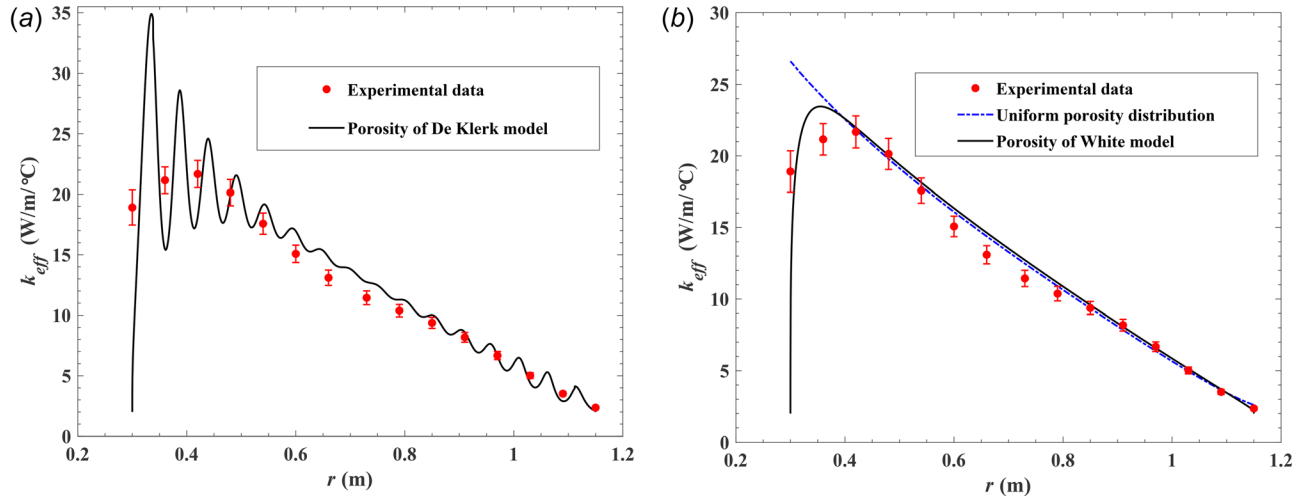 (a)
35
30
25
20
15
10
5
0
k_eff (W/m/°C)
Experimental data
Porosity of De Klerk model
0.2 0.4 0.6 0.8 1 1.2
r (m)
(b)
30
25
20
15
10
5
0
k_eff (W/m/°C)
Experimental data
Uniform porosity distribution
Porosity of White model
0.2 0.4 0.6 0.8 1 1.2
r (m)